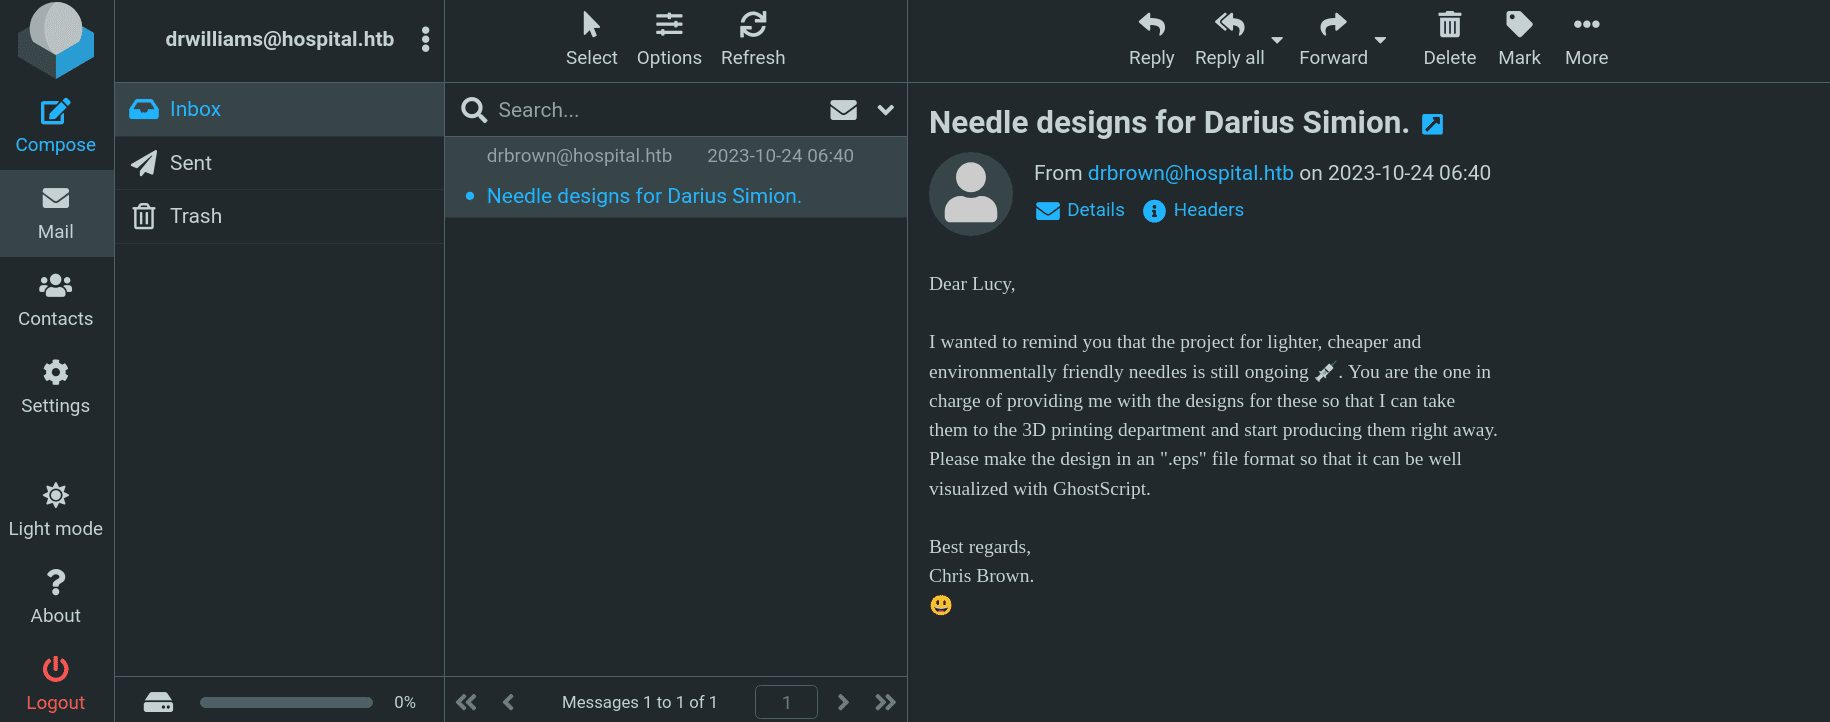 drwilliams@hospital.htb
Select
Options
Refresh
Reply
Reply all
Forward
Delete
Mark
More
Compose
Mail
Contacts
Settings
Light mode
About
Logout
Inbox
Sent
Trash
0%
Search...
drbrown@hospital.htb 2023-10-24 06:40
Needle designs for Darius Simion.
Messages 1 to 1 of 1
1
Needle designs for Darius Simion.
From drbrown@hospital.htb on 2023-10-24 06:40
Details Headers
Dear Lucy,
I wanted to remind you that the project for lighter, cheaper and
environmentally friendly needles is still ongoing 💉. You are the one in
charge of providing me with the designs for these so that I can take
them to the 3D printing department and start producing them right away.
Please make the design in an ".eps" file format so that it can be well
visualized with GhostScript.
Best regards,
Chris Brown.
😃